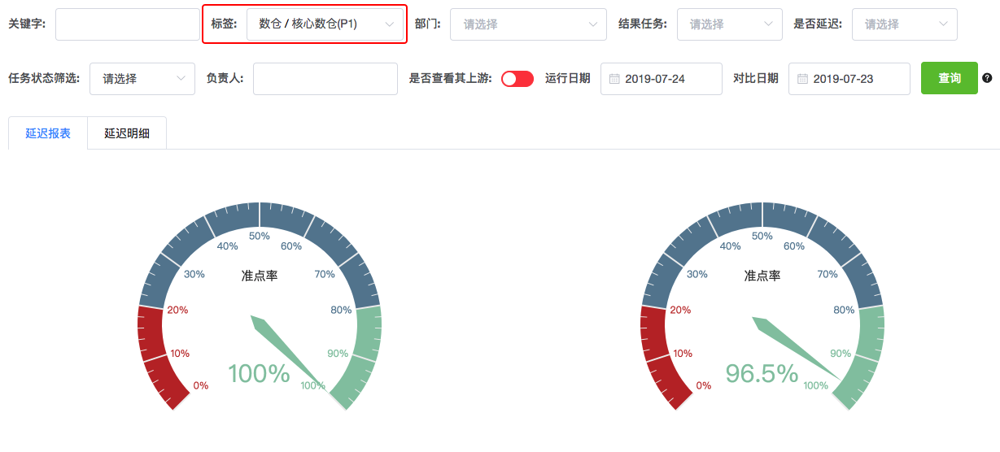 关键字: 标签: 数仓 / 核心数仓(P1) 部门: 请选择 结果任务: 请选择 是否延迟: 请选择
任务状态筛选: 请选择 负责人: 是否查看其上游: 运行日期 2019-07-24 对比日期 2019-07-23 查询 ?
延迟报表 延迟明细
50% 50%
40% 60% 40% 60%
30% 准点率 70% 30% 准点率 70%
20% 80% 20% 80%
10% 90% 10% 90%
100% 96.5%
0% 100% 0% 100%